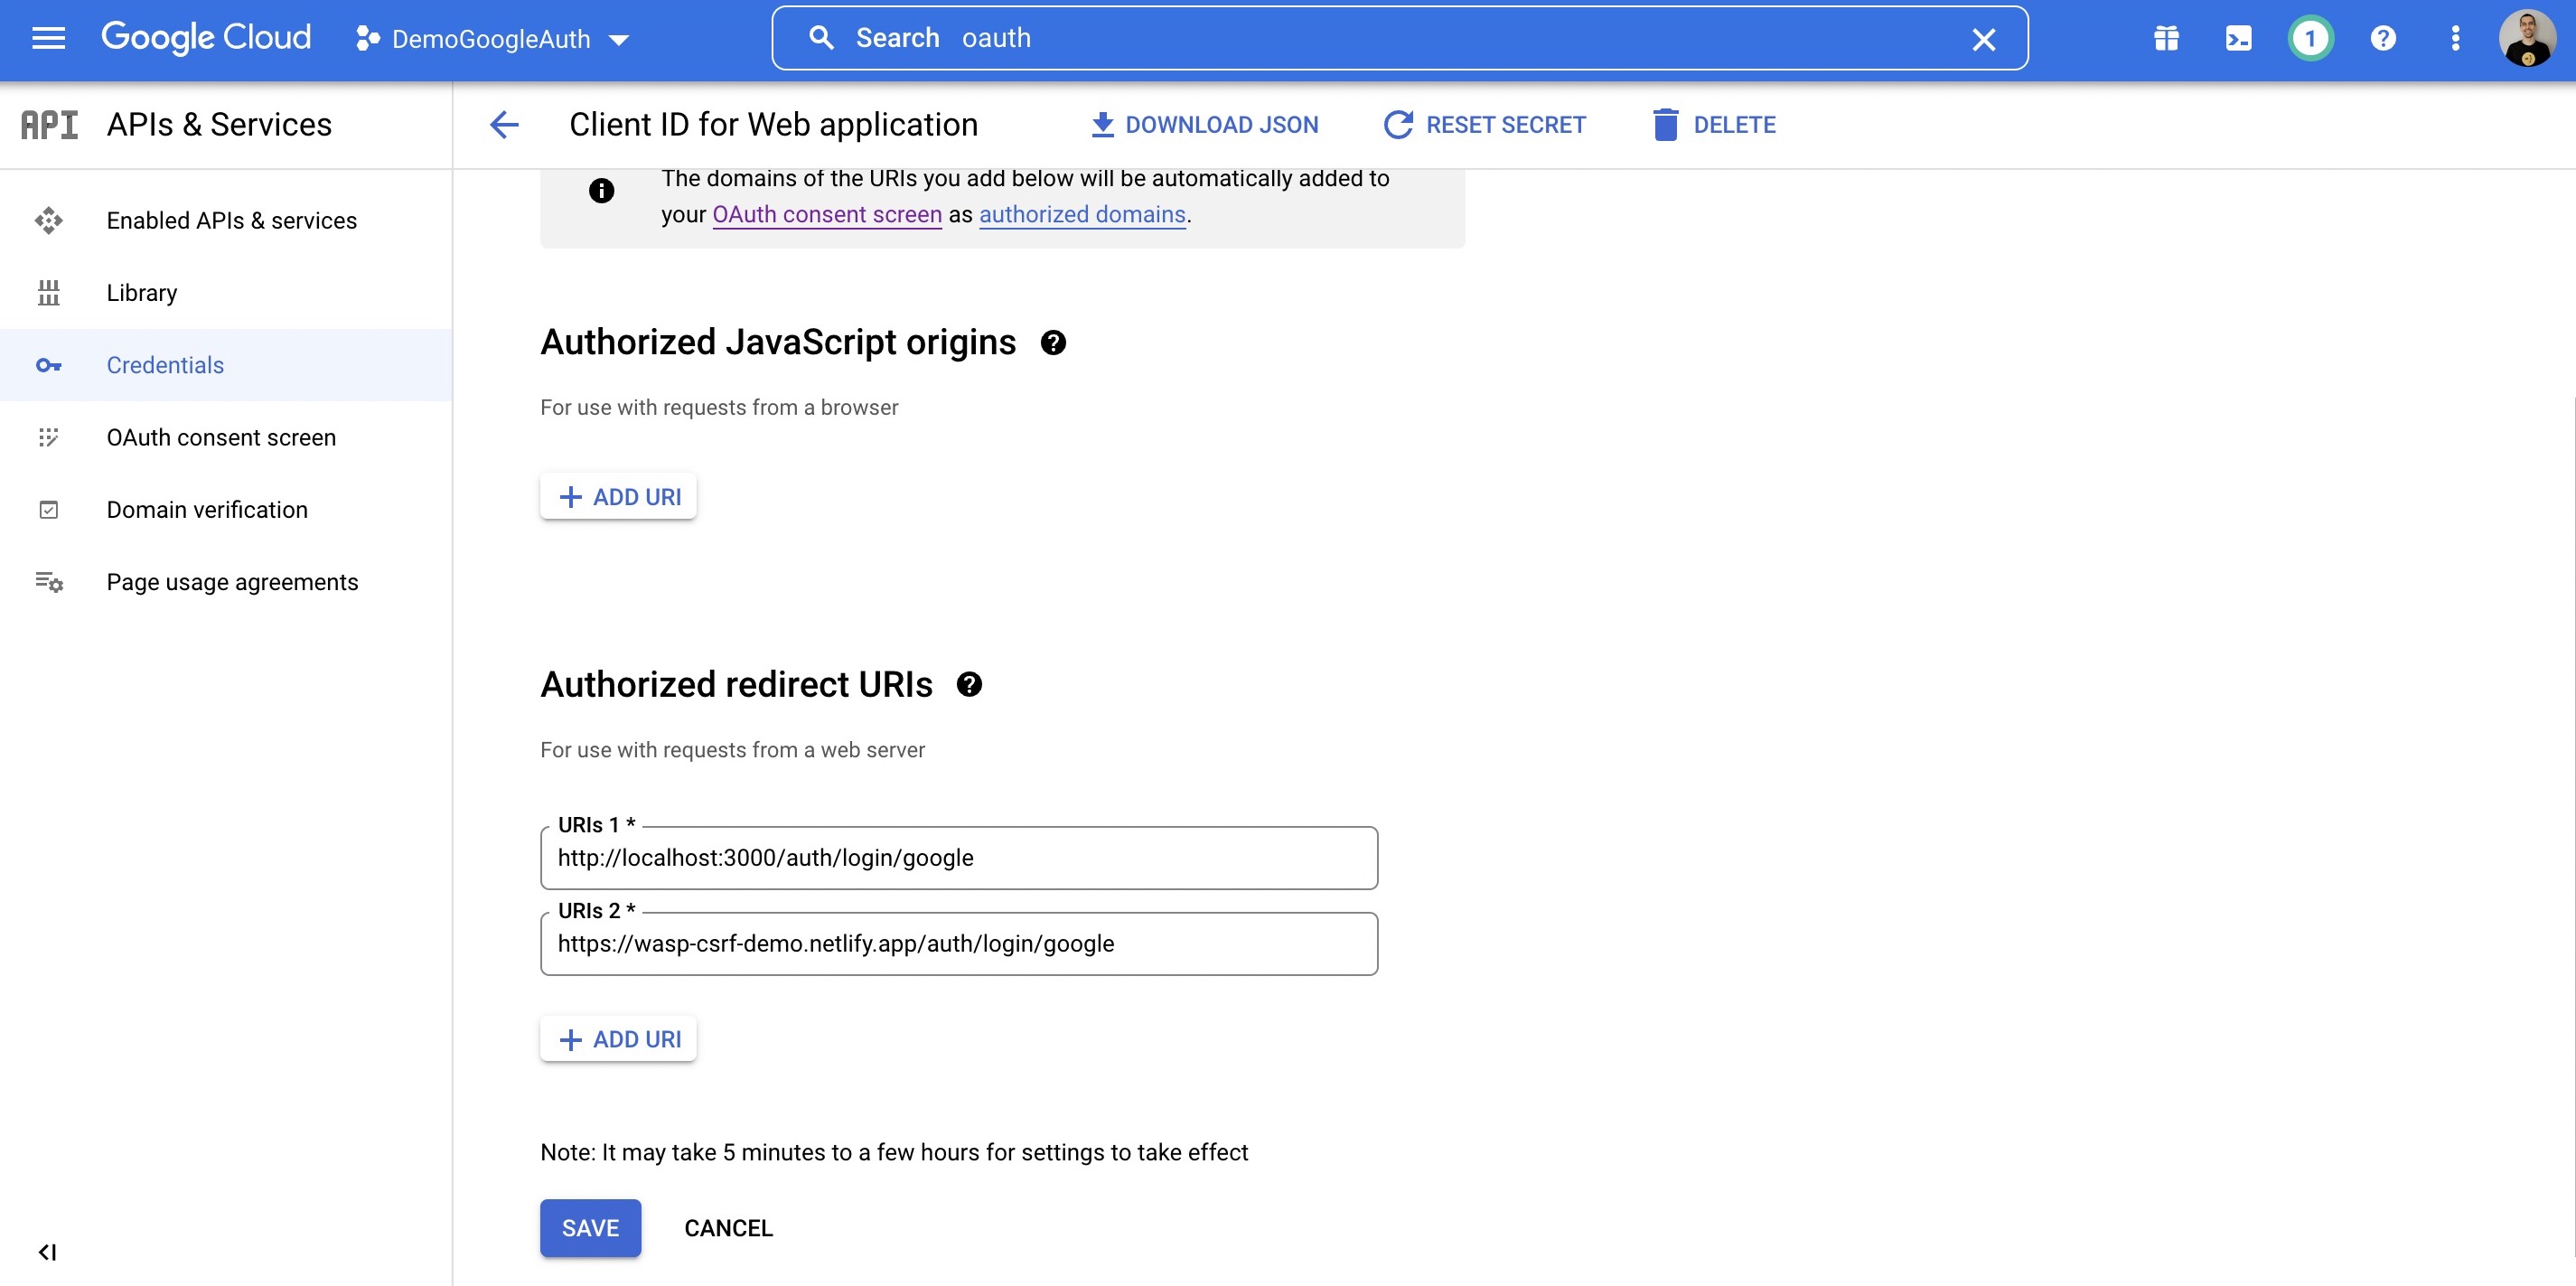 Google Cloud
DemoGoogleAuth
Search oauth
1
API APIs & Services
Client ID for Web application
DOWNLOAD JSON
RESET SECRET
DELETE
Enabled APIs & services
Library
Credentials
OAuth consent screen
Domain verification
Page usage agreements
The domains of the URIs you add below will be automatically added to
your OAuth consent screen as authorized domains.
Authorized JavaScript origins
For use with requests from a browser
ADD URI
Authorized redirect URIs
For use with requests from a web server
URIs 1 *
http://localhost:3000/auth/login/google
URIs 2 *
https://wasp-csrf-demo.netlify.app/auth/login/google
ADD URI
Note: It may take 5 minutes to a few hours for settings to take effect
SAVE
CANCEL